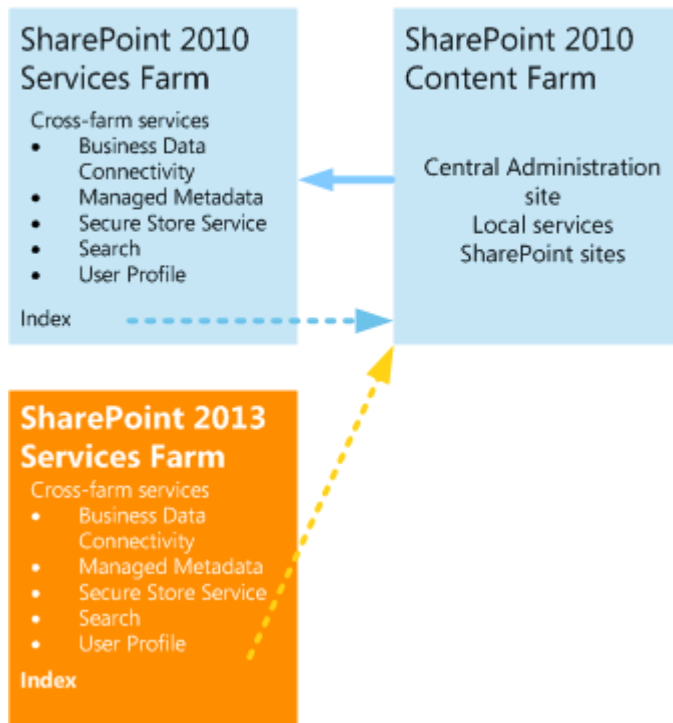 SharePoint 2010
Services Farm
Cross-farm services
• Business Data
Connectivity
• Managed Metadata
• Secure Store Service
• Search
• User Profile
Index
SharePoint 2010
Content Farm
Central Administration
site
Local services
SharePoint sites
SharePoint 2013
Services Farm
Cross-farm services
• Business Data
Connectivity
• Managed Metadata
• Secure Store Service
• Search
• User Profile
Index